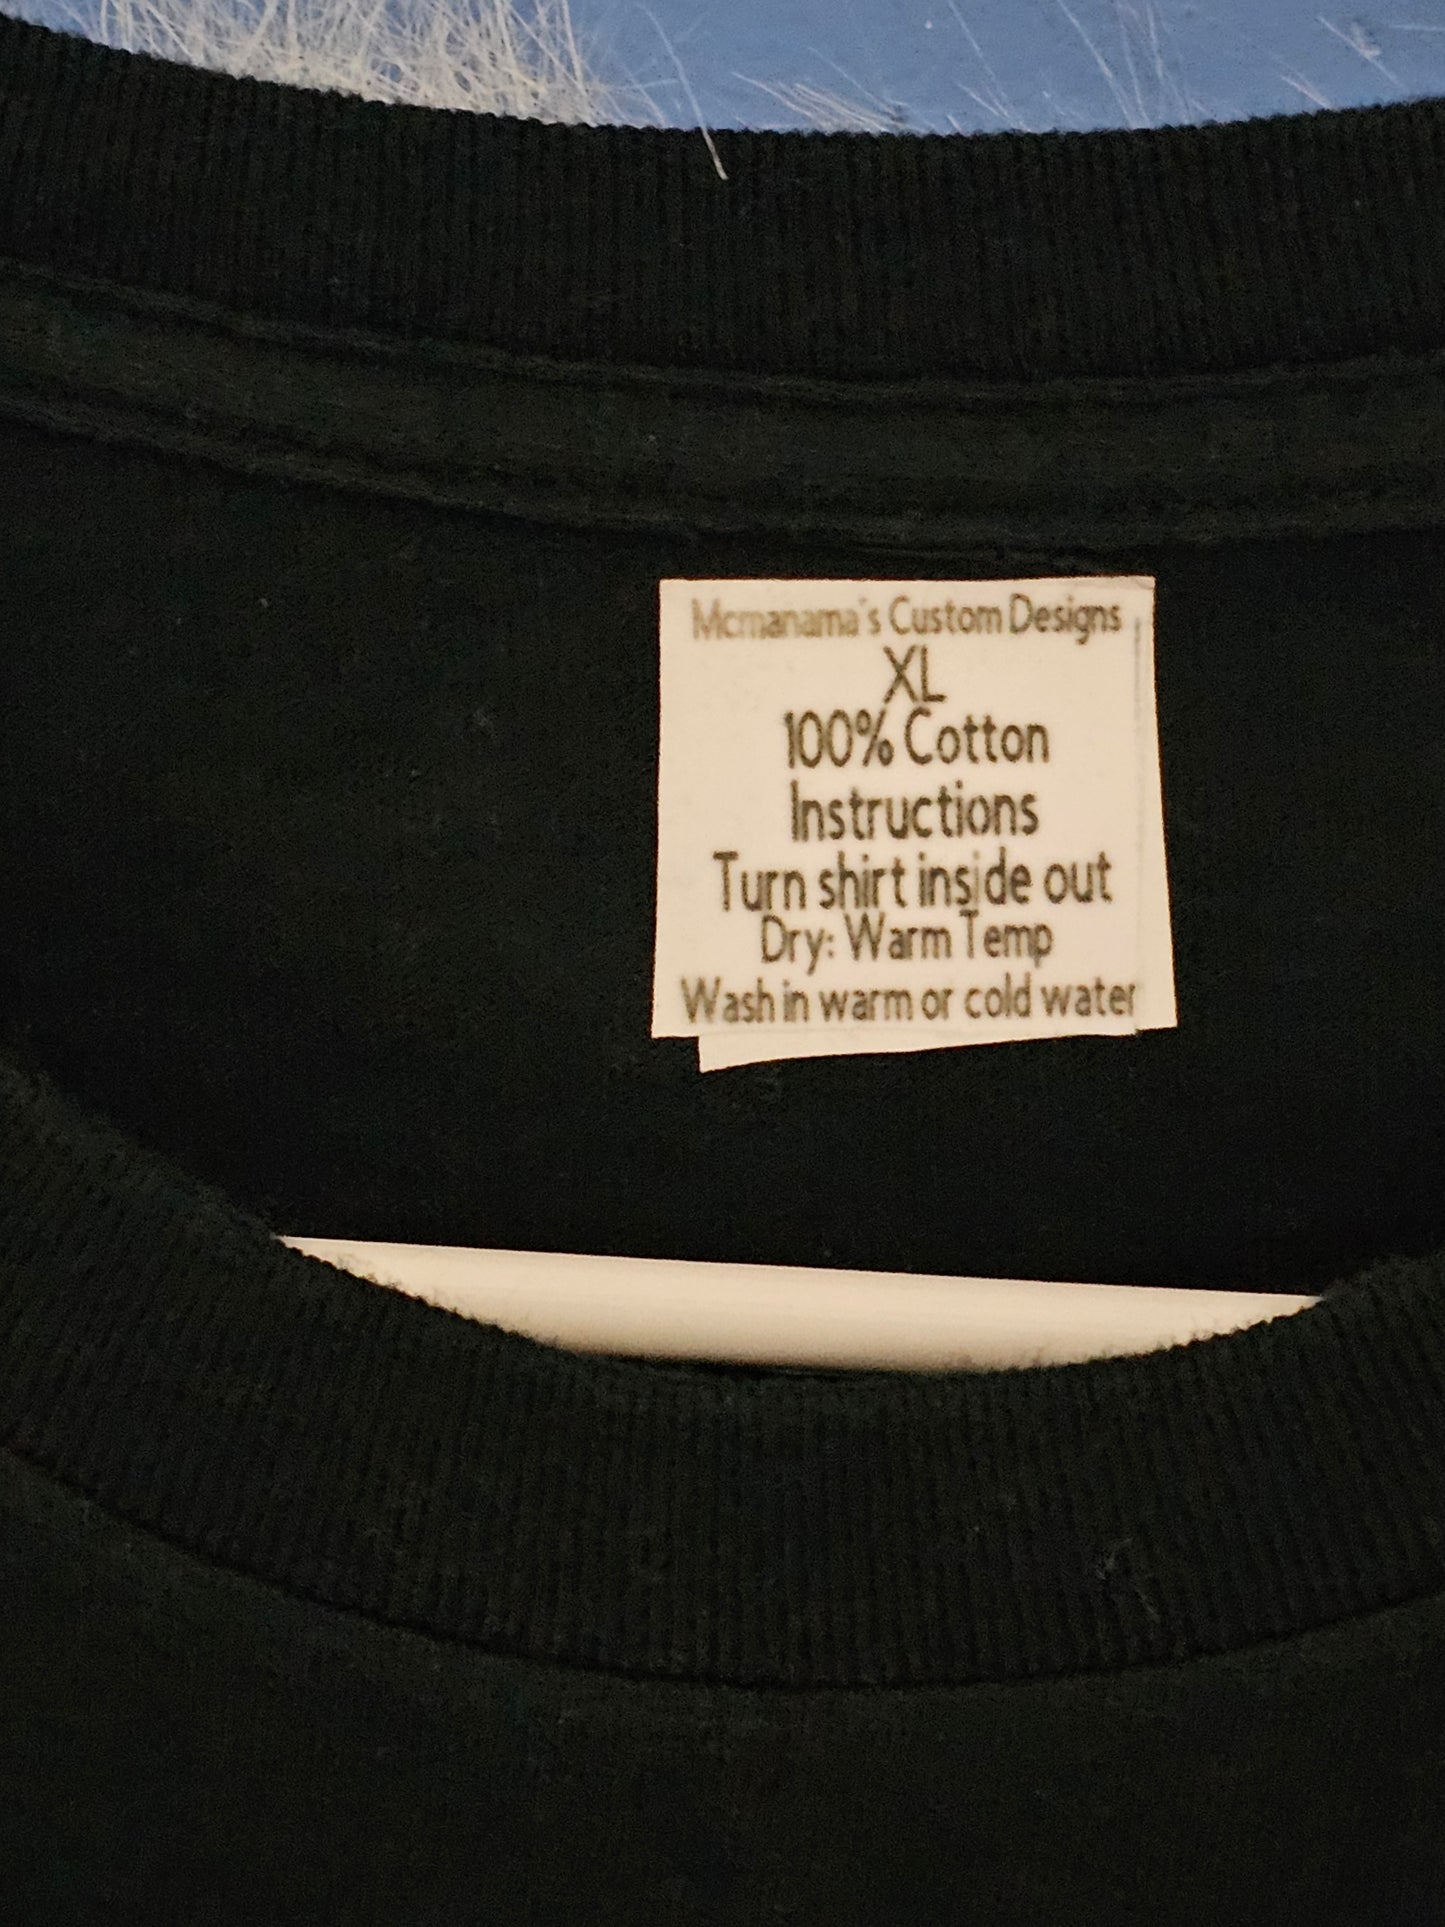 Mcmanama's Custom Designs
XL
100% Cotton
Instructions
Turn shirt inside out
Dry: Warm Temp
Wash in warm or cold water